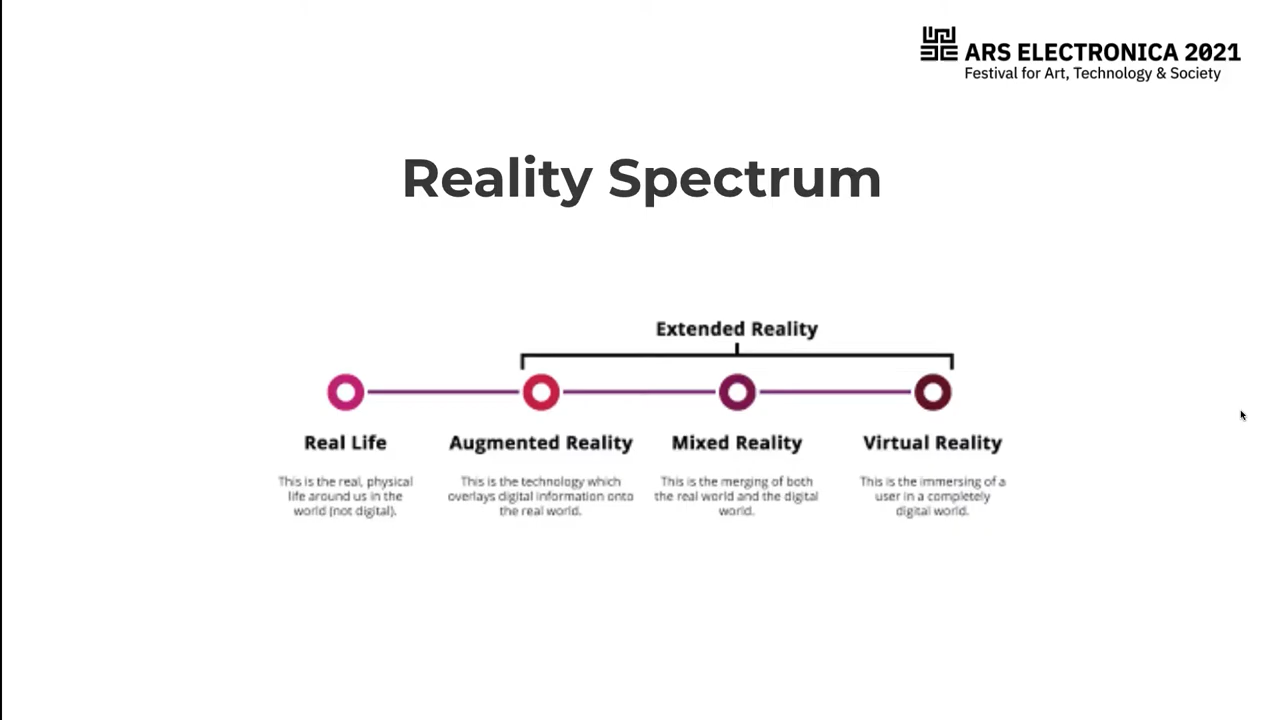 ARS ELECTRONICA 2021
Festival for Art, Technology & Society
Reality Spectrum
Extended Reality
Real Life
This is the real, physical
life around us in the
world (not digital).
Augmented Reality
This is the technology which
overlays digital information onto
the real world.
Mixed Reality
This is the merging of both
the real world and the digital
world.
Virtual Reality
This is the immersing of a
user in a completely
digital world.